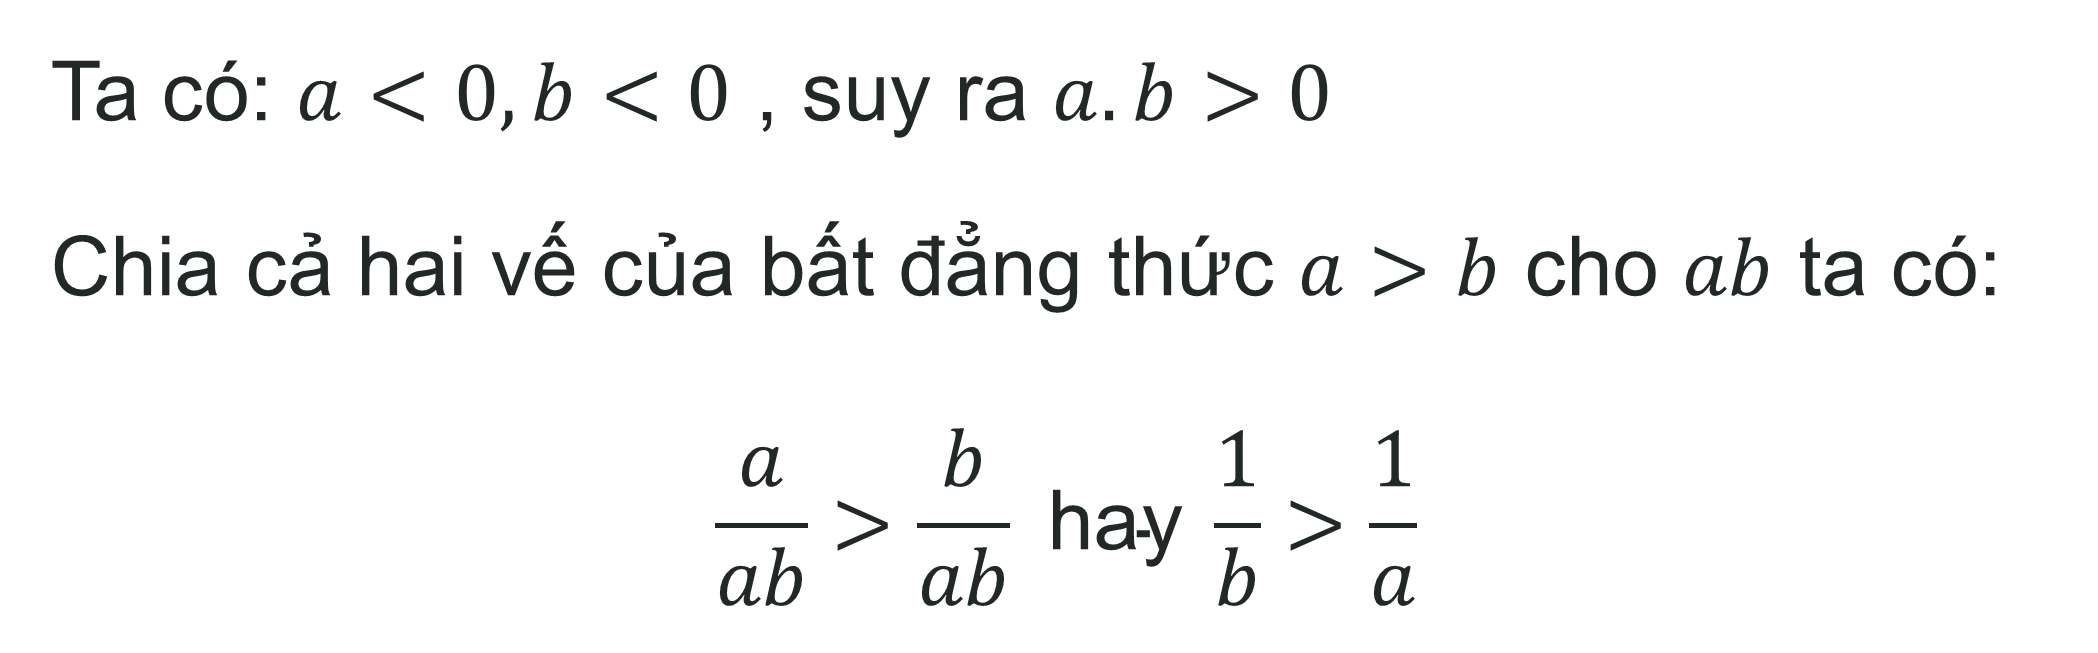 Ta có: a < 0, b < 0 , suy ra a. b > 0
Chia cả hai vế của bất đẳng thức a > b cho ab ta có:
a/ab > b/ab hay 1/b > 1/a